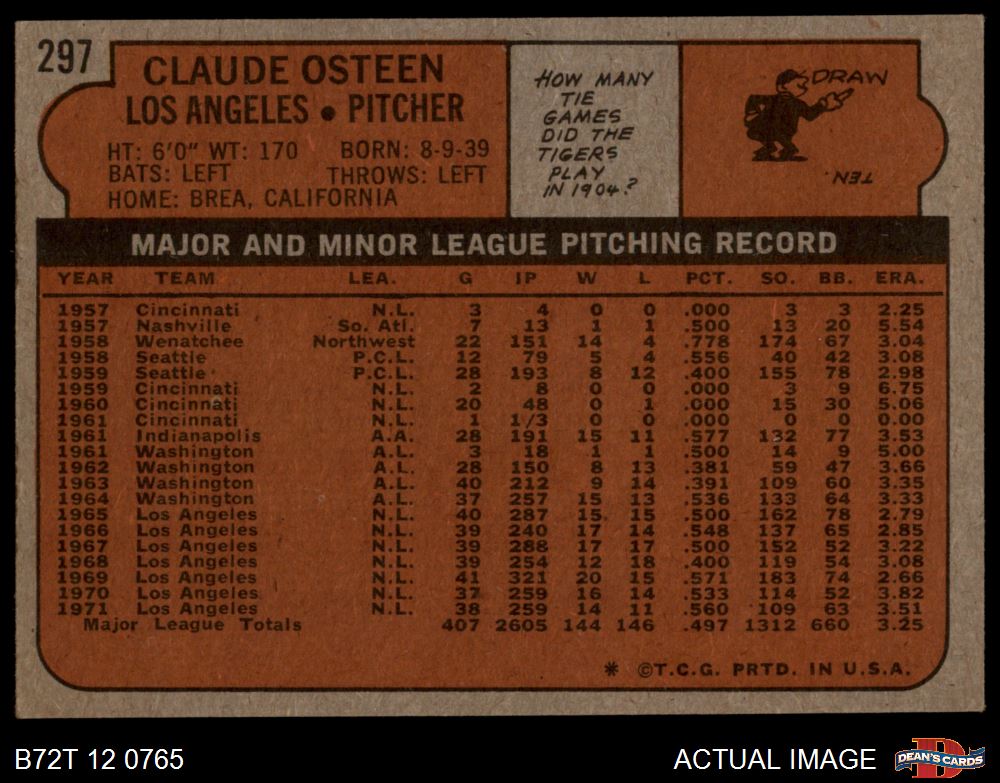 297
CLAUDE OSTEEN
LOS ANGELES • PITCHER
HT: 6'0" WT: 170 BORN: 8-9-39
BATS: LEFT THROWS: LEFT
HOME: BREA, CALIFORNIA
HOW MANY
TIE
GAMES
DID THE
TIGERS
PLAY
IN 1904?
DRAW
TEN.
MAJOR AND MINOR LEAGUE PITCHING RECORD
YEAR TEAM LEA. G IP W L PCT. SO. BB. ERA.
1957 Cincinnati N.L. 3 4 0 0 .000 3 3 2.25
1957 Nashville So. Atl. 7 13 1 1 .500 13 20 5.54
1958 Wenatchee Northwest 22 151 14 4 .778 174 67 3.04
1958 Seattle P.C.L. 12 79 5 4 .556 40 42 3.08
1959 Seattle P.C.L. 28 193 8 12 .400 155 78 2.98
1959 Cincinnati N.L. 2 8 0 0 .000 3 9 6.75
1960 Cincinnati N.L. 20 48 0 1 .000 15 30 5.06
1961 Cincinnati N.L. 1 1/3 0 0 .000 0 0 0.00
1961 Indianapolis A.A. 28 191 15 11 .577 132 77 3.53
1961 Washington A.L. 3 18 1 1 .500 14 9 5.00
1962 Washington A.L. 28 150 8 13 .381 59 47 3.66
1963 Washington A.L. 40 212 9 14 .391 109 60 3.35
1964 Washington A.L. 37 257 15 13 .536 133 64 3.33
1965 Los Angeles N.L. 40 287 15 15 .500 162 78 2.79
1966 Los Angeles N.L. 39 240 17 14 .548 137 65 2.85
1967 Los Angeles N.L. 39 288 17 17 .500 152 52 3.22
1968 Los Angeles N.L. 39 254 12 18 .400 119 54 3.08
1969 Los Angeles N.L. 41 321 20 15 .571 183 74 2.66
1970 Los Angeles N.L. 37 259 16 14 .533 114 52 3.82
1971 Los Angeles N.L. 38 259 14 11 .560 109 63 3.51
Major League Totals 407 2605 144 146 .497 1312 660 3.25
* ©T.C.G. PRTD. IN U.S.A.
B72T 12 0765 ACTUAL IMAGE
D
DEAN'S CARDS